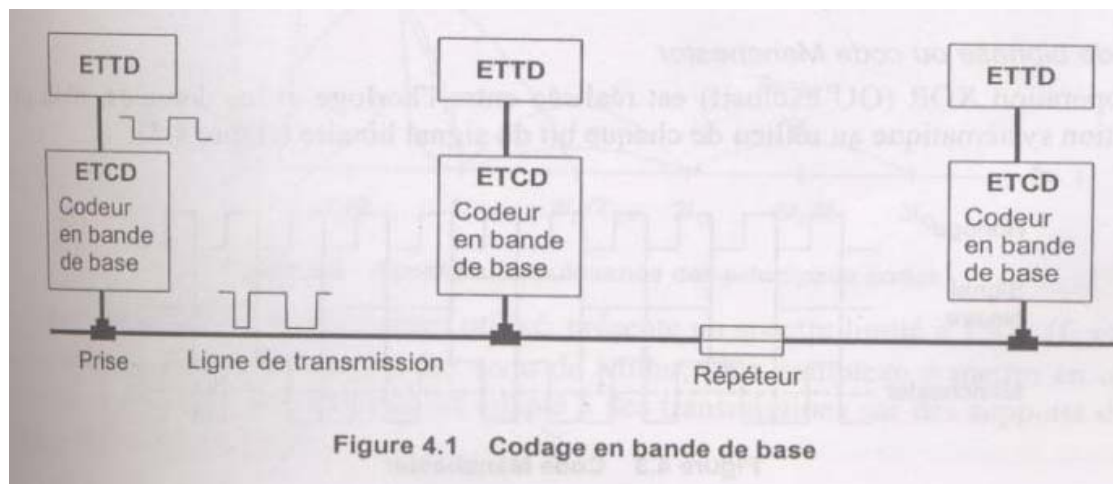 ETTD
ETCD
Codeur
en bande
de base
ETTD
ETCD
Codeur
en bande
de base
ETTD
ETCD
Codeur
en bande
de base
Prise
Ligne de transmission
Répéteur
Figure 4.1 Codage en bande de base